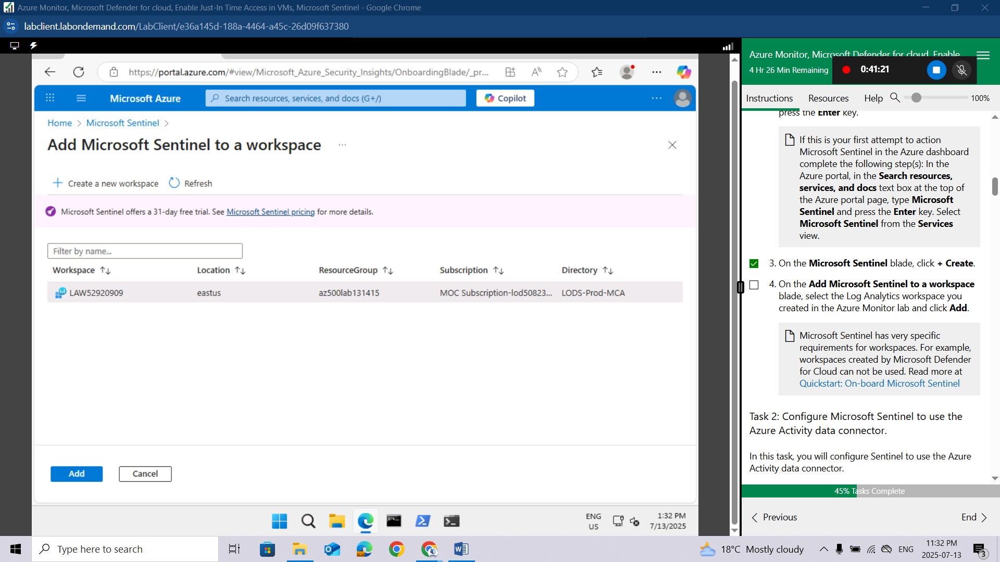 Azure Monitor, Microsoft Defender for cloud, Enable Just-In Time Access in VMs, Microsoft Sentinel - Google Chrome
labclient.labondemand.com/LabClient/e36a145d-188a-4464-a45c-26d09f637380
Azure Monitor, Microsoft Defender for cloud, Enable
4 Hr 26 Min Remaining
0:41:21
https://portal.azure.com/#view/Microsoft_Azure_Security_Insights/OnboardingBlade/_pr...
Microsoft Azure
Search resources, services, and docs (G+/)
Copilot
Home > Microsoft Sentinel >
Add Microsoft Sentinel to a workspace
Create a new workspace
Refresh
Microsoft Sentinel offers a 31-day free trial. See Microsoft Sentinel pricing for more details.
Filter by name...
Workspace Location ResourceGroup Subscription Directory
LAW52920909 eastus az500lab131415 MOC Subscription-lod50823... LODS-Prod-MCA
Add
Cancel
ENG
US
1:32 PM
7/13/2025
Instructions Resources Help 100%
press the Enter key.
If this is your first attempt to action
Microsoft Sentinel in the Azure dashboard
complete the following step(s): In the
Azure portal, in the Search resources,
services, and docs text box at the top of
the Azure portal page, type Microsoft
Sentinel and press the Enter key. Select
Microsoft Sentinel from the Services
view.
3. On the Microsoft Sentinel blade, click + Create.
4. On the Add Microsoft Sentinel to a workspace
blade, select the Log Analytics workspace you
created in the Azure Monitor lab and click Add.
Microsoft Sentinel has very specific
requirements for workspaces. For example,
workspaces created by Microsoft Defender
for Cloud can not be used. Read more at
Quickstart: On-board Microsoft Sentinel
Task 2: Configure Microsoft Sentinel to use the
Azure Activity data connector.
In this task, you will configure Sentinel to use the Azure
Activity data connector.
45% Tasks Complete
Previous
End
Type here to search
18°C Mostly cloudy
ENG
11:32 PM
2025-07-13
3